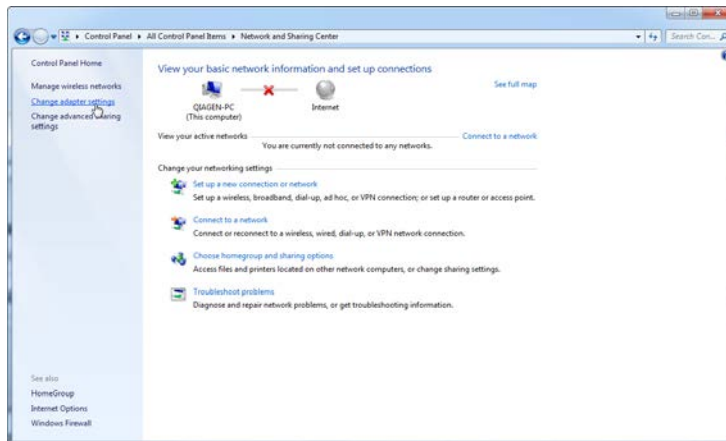 Control Panel ▸ All Control Panel Items ▸ Network and Sharing Center
Search Con...
Control Panel Home
Manage wireless networks
Change adapter settings
Change advanced sharing
settings
See also
HomeGroup
Internet Options
Windows Firewall
View your basic network information and set up connections
See full map
QIAGEN-PC
(This computer)
Internet
View your active networks
Connect to a network
You are currently not connected to any networks.
Change your networking settings
Set up a new connection or network
Set up a wireless, broadband, dial-up, ad hoc, or VPN connection; or set up a router or access point.
Connect to a network
Connect or reconnect to a wireless, wired, dial-up, or VPN network connection.
Choose homegroup and sharing options
Access files and printers located on other network computers, or change sharing settings.
Troubleshoot problems
Diagnose and repair network problems, or get troubleshooting information.